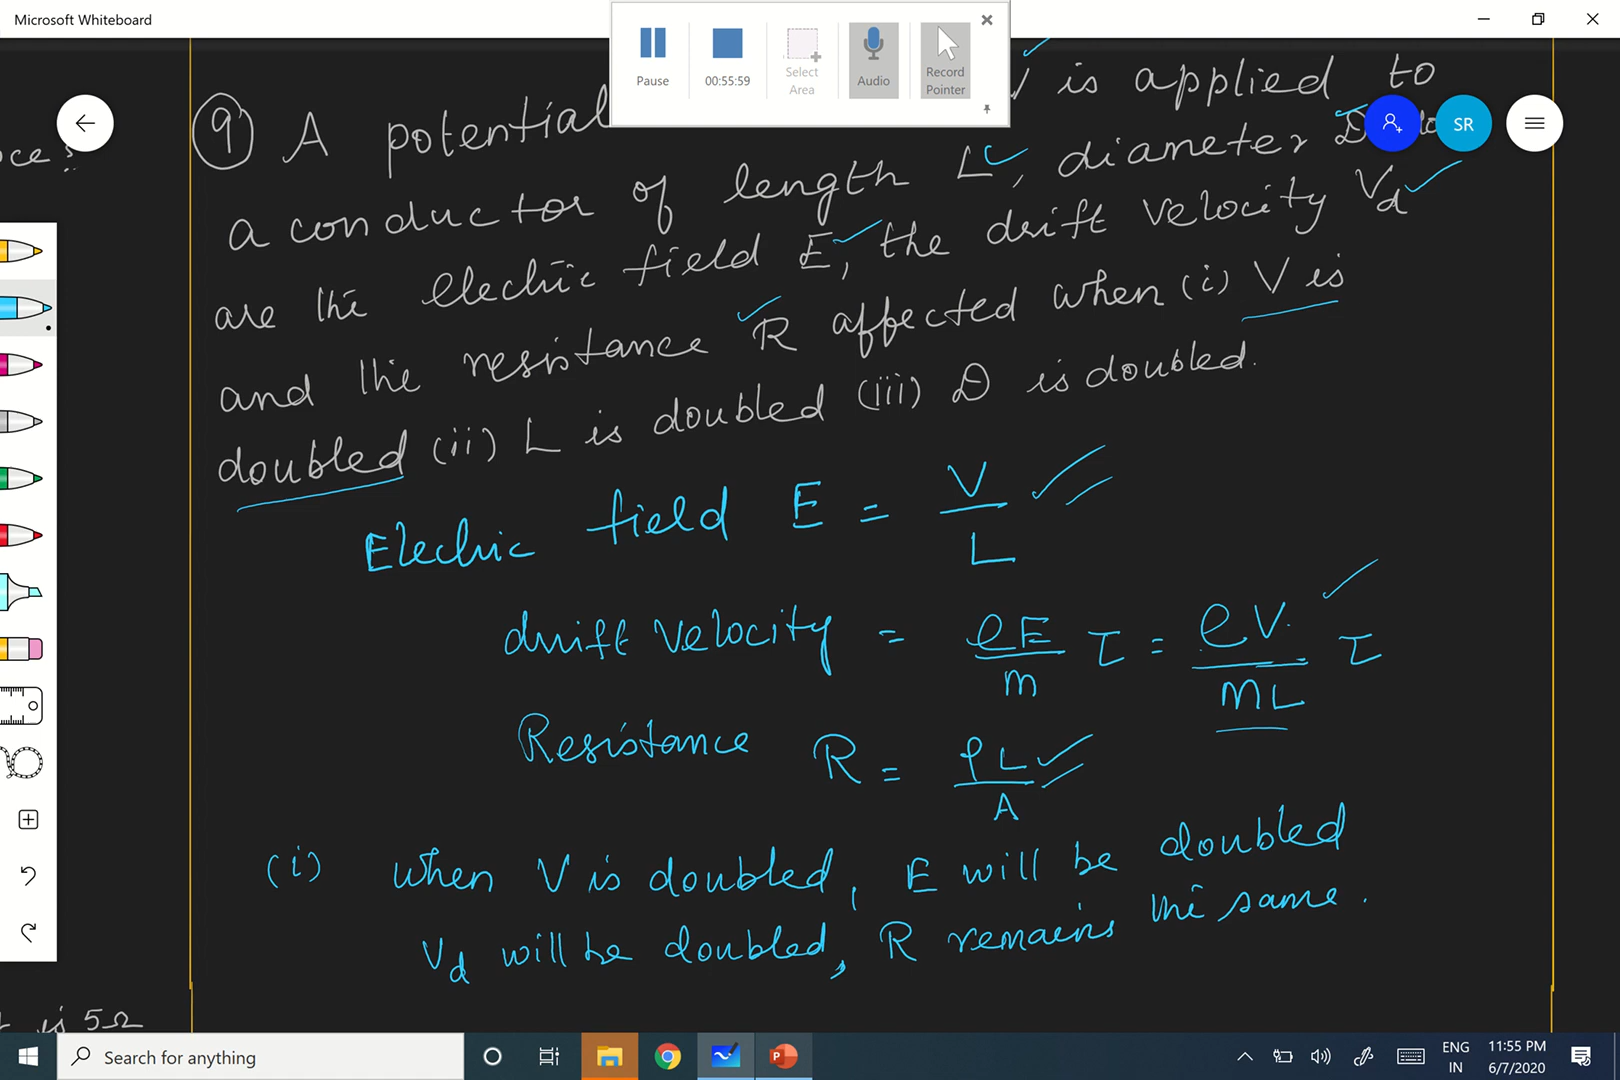 Microsoft Whiteboard
Pause
00:55:59
Select Area
Audio
Record Pointer
SR
9 A potential V is applied to
a conductor of length L, diameter D
are the electric field E, the drift velocity Vd
and the resistance R affected when (i) V is
doubled (ii) L is doubled (iii) D is doubled.
Electric field E = V/L
drift velocity = eE/m τ = eV/mL τ
Resistance R = ρL/A
(i) when V is doubled, E will be doubled
Vd will be doubled, R remains the same.
is 5Ω
Search for anything
ENG
IN
11:55 PM
6/7/2020